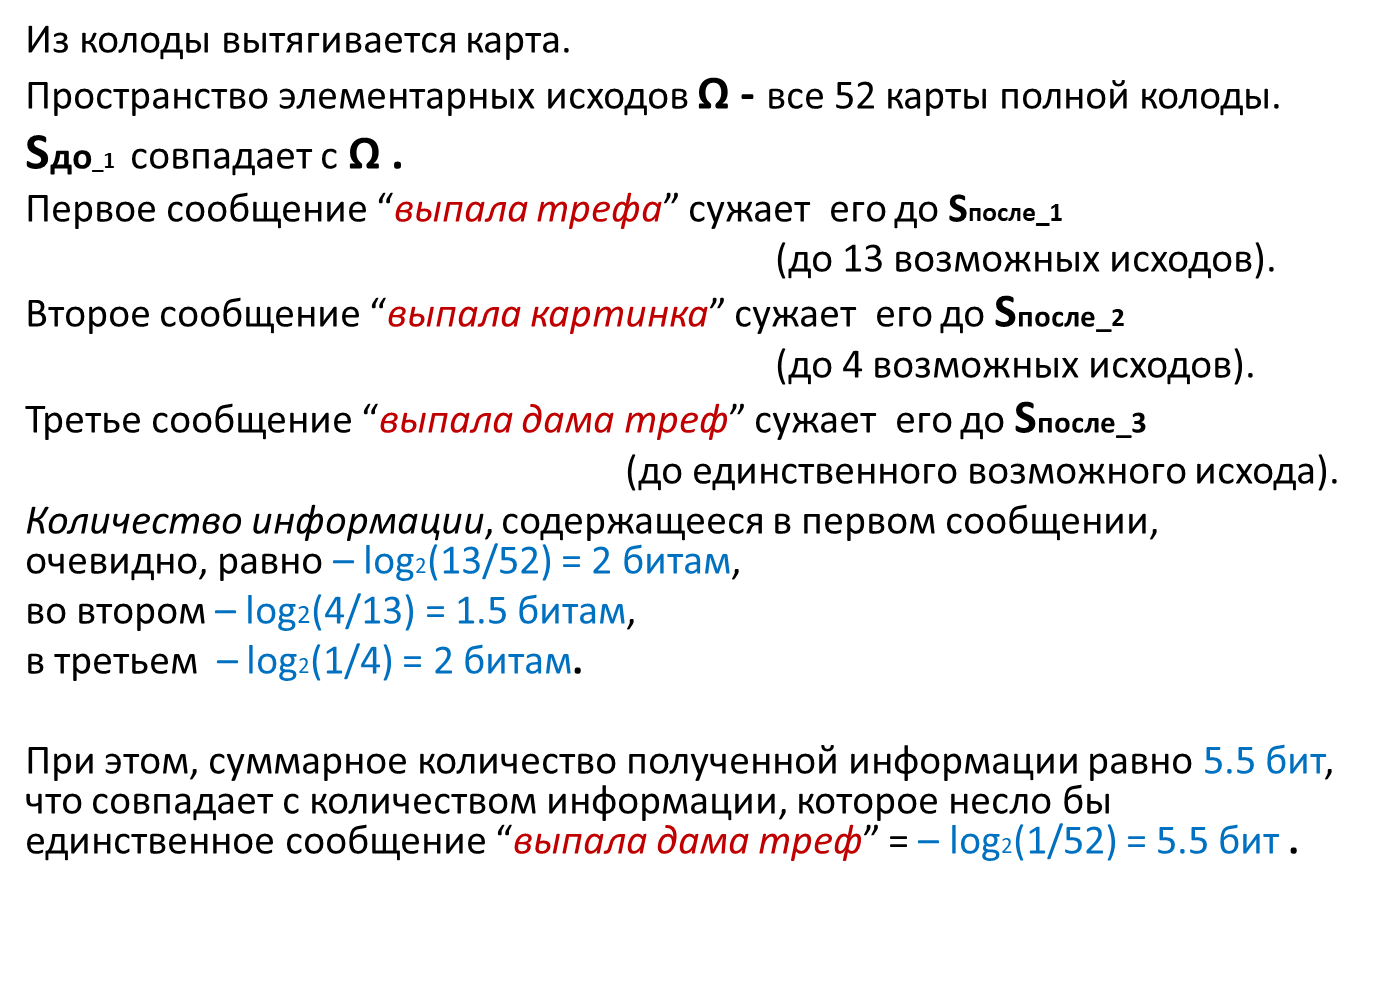 Из колоды вытягивается карта.
Пространство элементарных исходов Ω - все 52 карты полной колоды.
Sдо_1 совпадает с Ω .
Первое сообщение “выпала трефа” сужает его до Sпосле_1
(до 13 возможных исходов).
Второе сообщение “выпала картинка” сужает его до Sпосле_2
(до 4 возможных исходов).
Третье сообщение “выпала дама треф” сужает его до Sпосле_3
(до единственного возможного исхода).
Количество информации, содержащееся в первом сообщении,
очевидно, равно – log2(13/52) = 2 битам,
во втором – log2(4/13) = 1.5 битам,
в третьем – log2(1/4) = 2 битам.
При этом, суммарное количество полученной информации равно 5.5 бит,
что совпадает с количеством информации, которое несло бы
единственное сообщение “выпала дама треф” = – log2(1/52) = 5.5 бит .